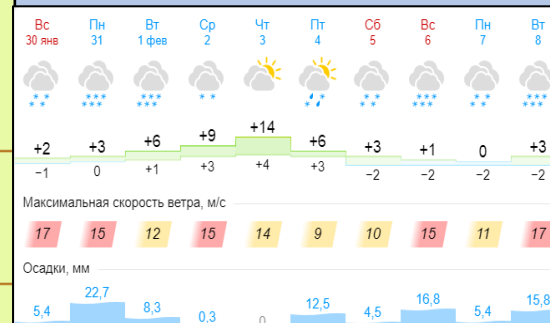 Вс Пн Вт Ср Чт Пт Сб Вс Пн Вт
30 янв 31 1 фев 2 3 4 5 6 7 8
+2 +3 +6 +9 +14 +6 +3 +1 0 +3
−1 0 +1 +3 +4 +3 −2 −2 −2 −2
Максимальная скорость ветра, м/с
17 15 12 15 14 9 10 15 11 17
Осадки, мм
5,4 22,7 8,3 0,3 0 12,5 4,5 16,8 5,4 15,8